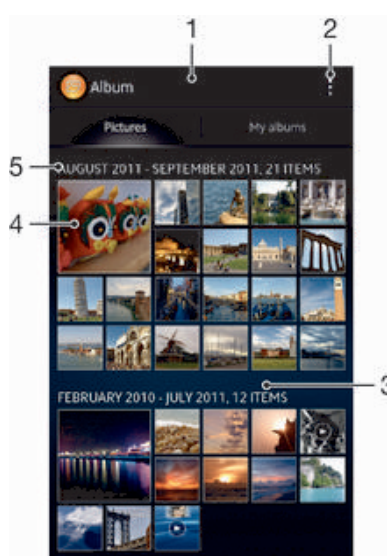 1
2
Album
Pictures
My albums
5
AUGUST 2011 - SEPTEMBER 2011, 21 ITEMS
4
3
FEBRUARY 2010 - JULY 2011, 12 ITEMS